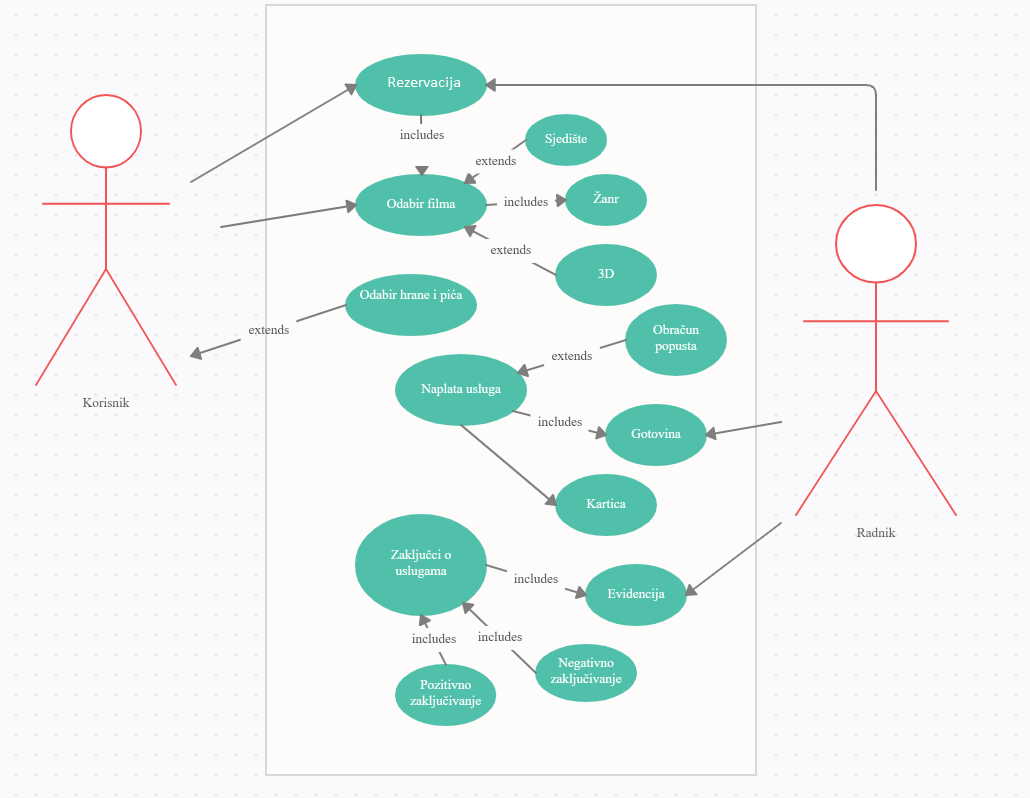 Rezervacija
includes
Sjedište
extends
Odabir filma
includes
Žanr
extends
3D
Odabir hrane i pića
extends
Obračun
popusta
extends
Naplata usluga
includes
Gotovina
Korisnik
Kartica
Radnik
Zaključci o
uslugama
includes
Evidencija
includes
includes
Negativno
zaključivanje
Pozitivno
zaključivanje